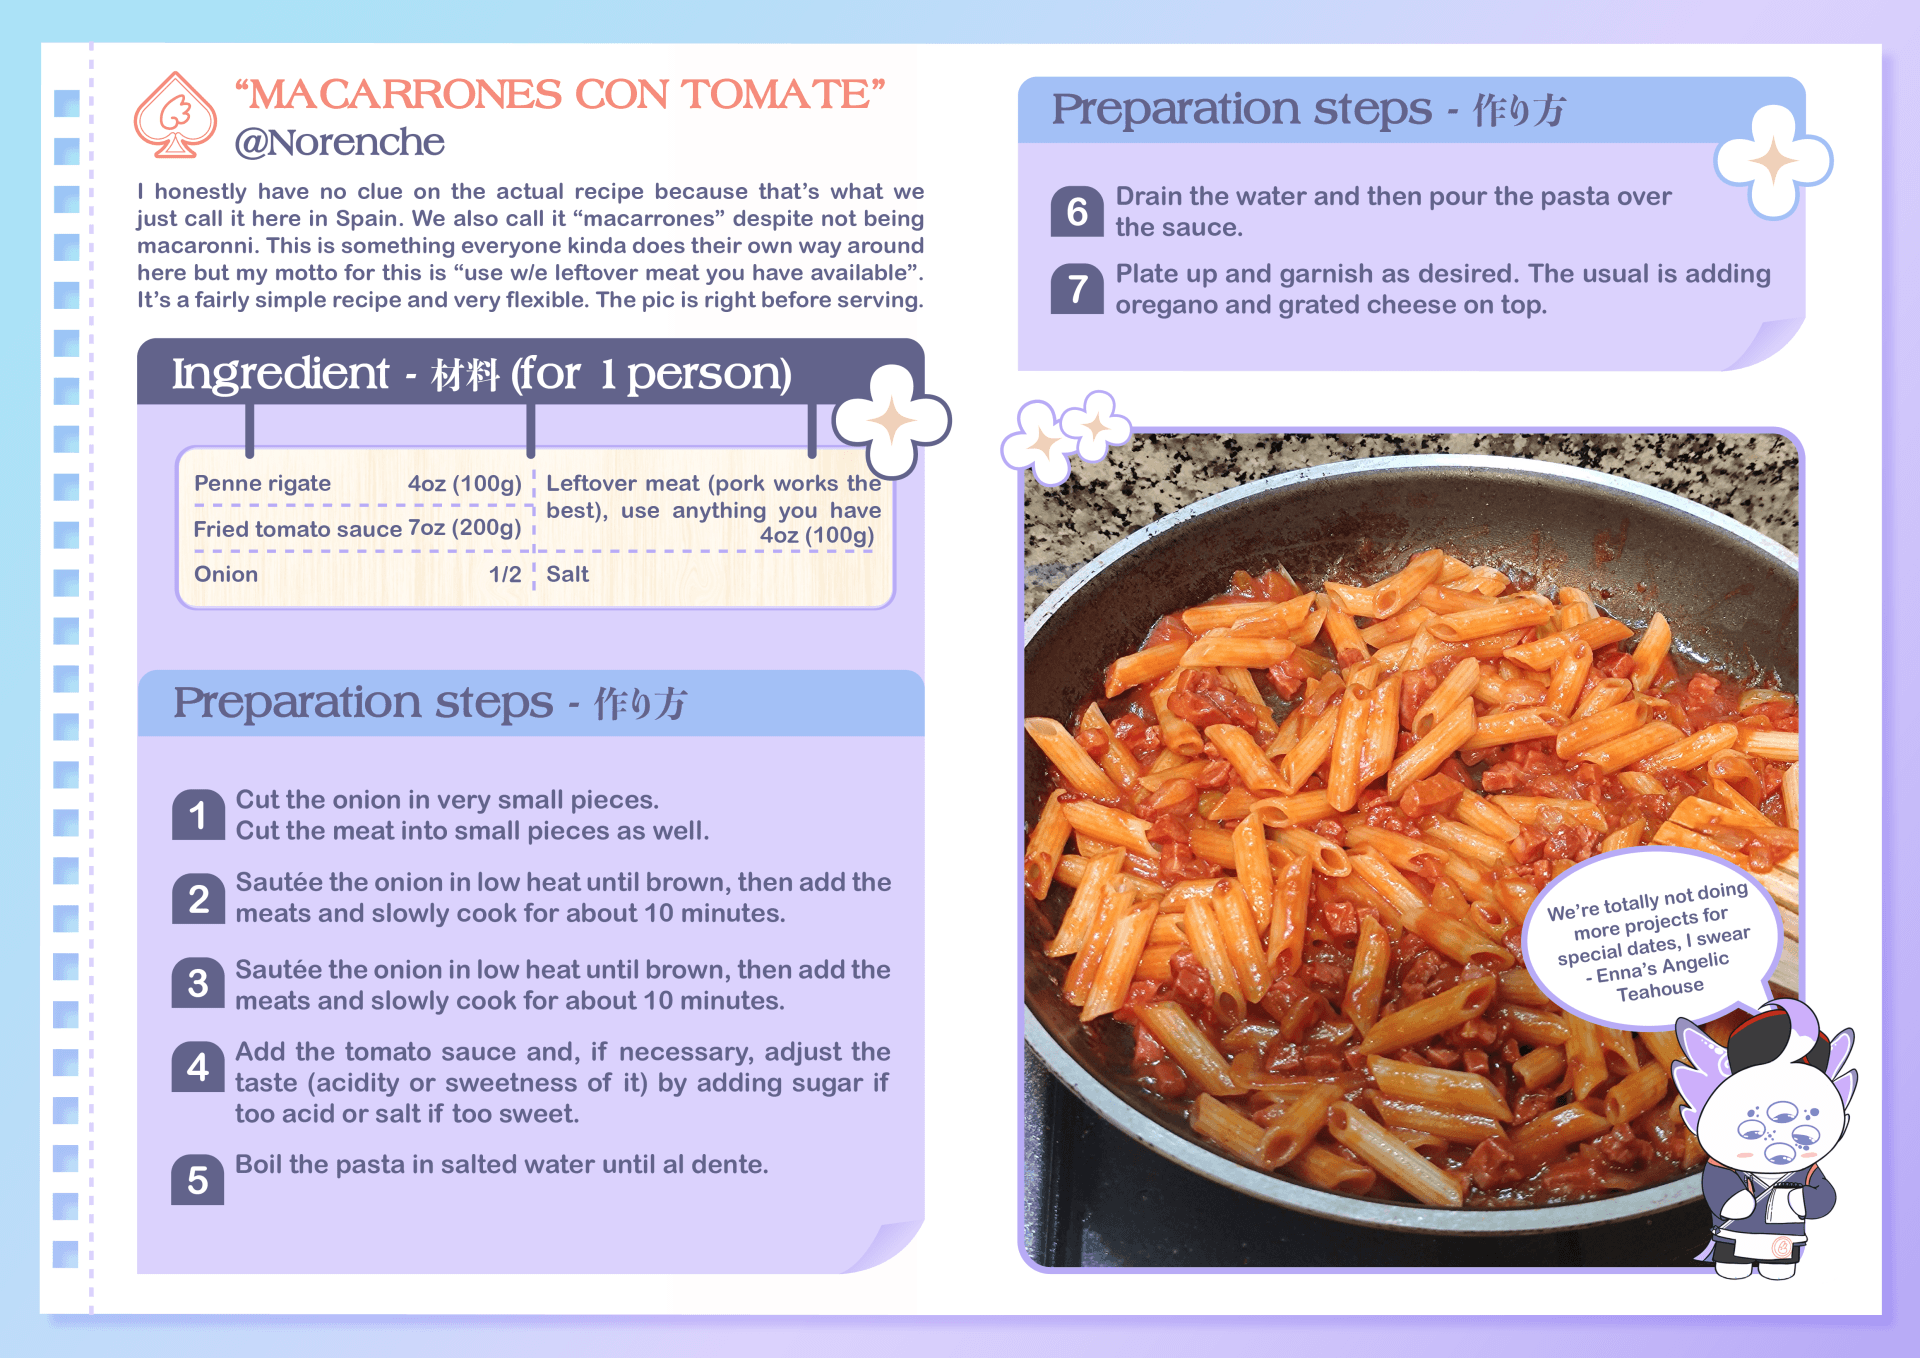 “MACARRONES CON TOMATE”
@Norenche
I honestly have no clue on the actual recipe because that’s what we
just call it here in Spain. We also call it “macarrones” despite not being
macaronni. This is something everyone kinda does their own way around
here but my motto for this is “use w/e leftover meat you have available”.
It’s a fairly simple recipe and very flexible. The pic is right before serving.
Ingredient - 材料 (for 1 person)
Penne rigate 4oz (100g)
Fried tomato sauce 7oz (200g)
Onion 1/2
Leftover meat (pork works the
best), use anything you have
4oz (100g)
Salt
Preparation steps - 作り方
1 Cut the onion in very small pieces.
Cut the meat into small pieces as well.
2 Sautée the onion in low heat until brown, then add the
meats and slowly cook for about 10 minutes.
3 Sautée the onion in low heat until brown, then add the
meats and slowly cook for about 10 minutes.
4 Add the tomato sauce and, if necessary, adjust the
taste (acidity or sweetness of it) by adding sugar if
too acid or salt if too sweet.
5 Boil the pasta in salted water until al dente.
Preparation steps - 作り方
6 Drain the water and then pour the pasta over
the sauce.
7 Plate up and garnish as desired. The usual is adding
oregano and grated cheese on top.
We’re totally not doing
more projects for
special dates, I swear
- Enna’s Angelic
Teahouse